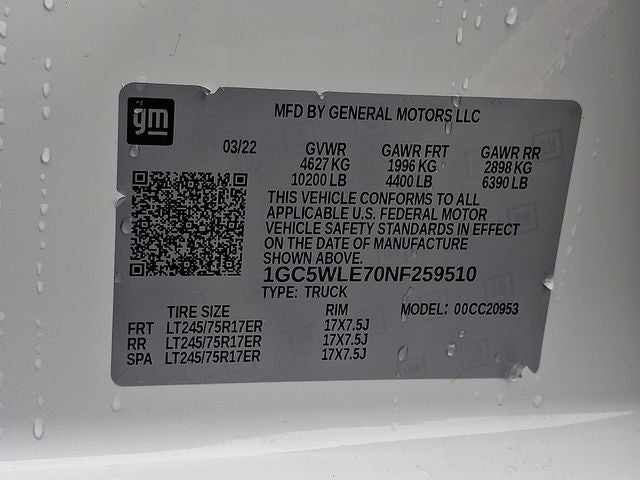 gm
MFD BY GENERAL MOTORS LLC
03/22 GVWR GAWR FRT GAWR RR
4627 KG 1996 KG 2898 KG
10200 LB 4400 LB 6390 LB
THIS VEHICLE CONFORMS TO ALL
APPLICABLE U.S. FEDERAL MOTOR
VEHICLE SAFETY STANDARDS IN EFFECT
ON THE DATE OF MANUFACTURE
SHOWN ABOVE.
1GC5WLE70NF259510
TYPE: TRUCK
TIRE SIZE RIM MODEL: 00CC20953
FRT LT245/75R17ER 17X7.5J
RR LT245/75R17ER 17X7.5J
SPA LT245/75R17ER 17X7.5J